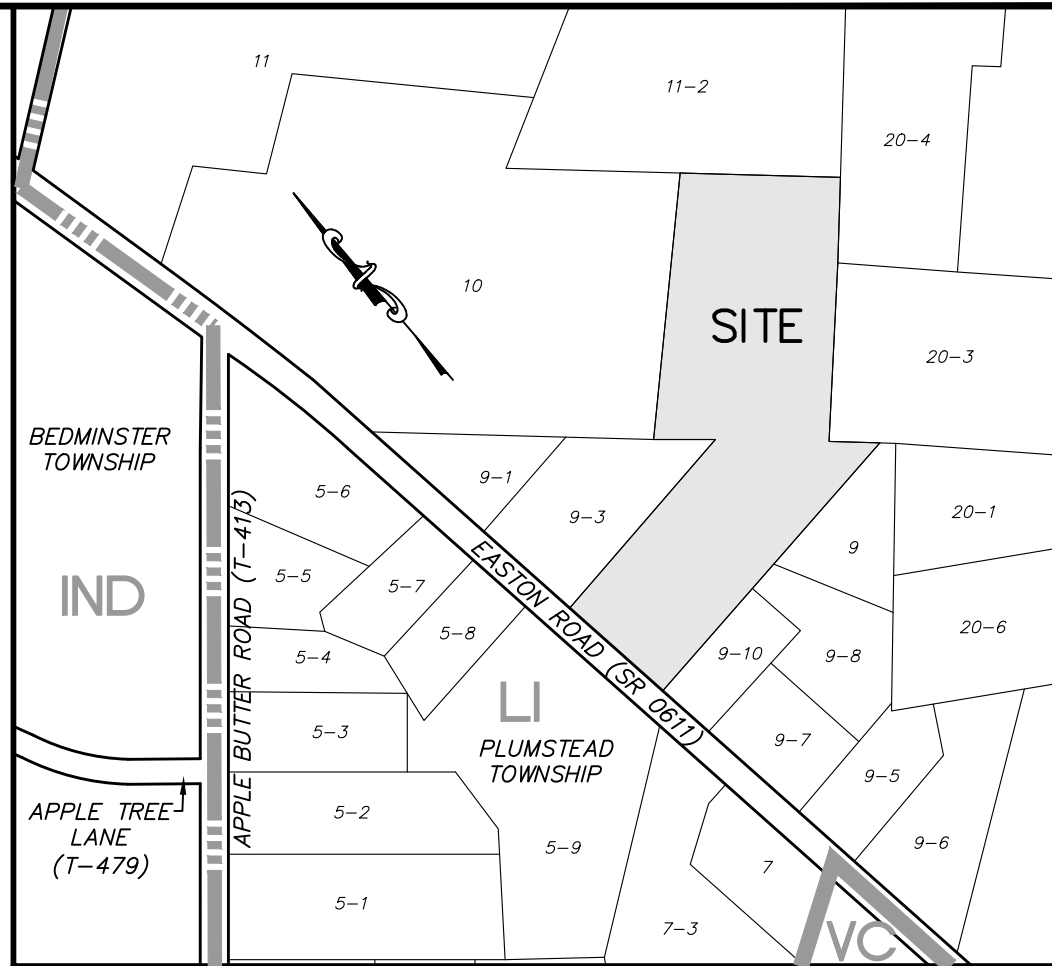 11
11-2
20-4
10
SITE
20-3
BEDMINSTER
TOWNSHIP
9-1
5-6
9-3
20-1
9
EASTON ROAD (SR 0611)
APPLE BUTTER ROAD (T-413)
5-5
5-7
IND
5-8
20-6
5-4
9-10
9-8
LI
5-3
PLUMSTEAD
TOWNSHIP
9-7
9-5
APPLE TREE
LANE
(T-479)
5-2
5-9
9-6
7
5-1
7-3
VC